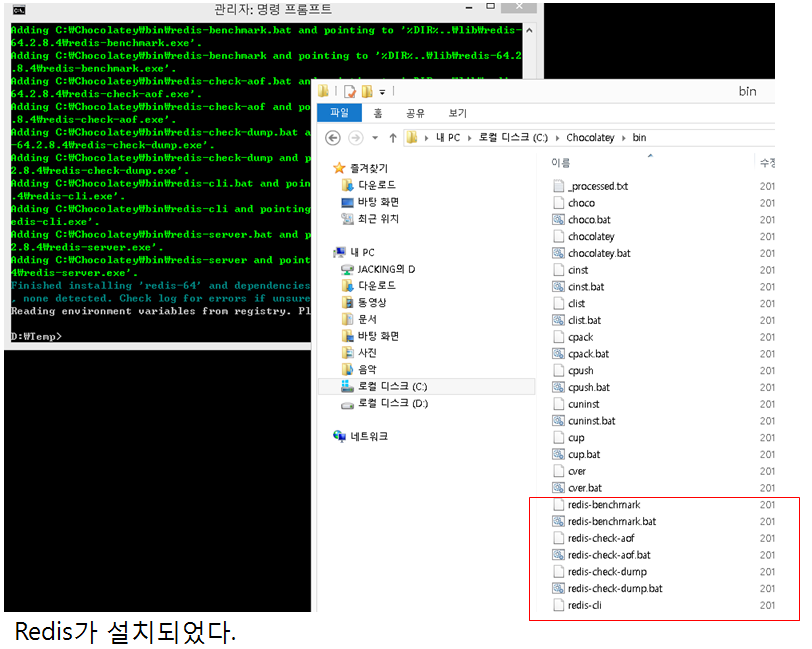 관리자: 명령 프롬프트
Adding C:₩Chocolatey₩bin₩redis-benchmark.bat and pointing to '%DIR%..₩lib₩redis-
64.2.8.4₩redis-benchmark.exe'.
Adding C:₩Chocolatey₩bin₩redis-benchmark and pointing to '%DIR%..₩lib₩redis-64.2
.8.4₩redis-benchmark.exe'.
Adding C:₩Chocolatey₩bin₩redis-check-aof.bat and
64.2.8.4₩redis-check-aof.exe'.
Adding C:₩Chocolatey₩bin₩redis-check-aof and po
.8.4₩redis-check-aof.exe'.
Adding C:₩Chocolatey₩bin₩redis-check-dump.bat a
-64.2.8.4₩redis-check-dump.exe'.
Adding C:₩Chocolatey₩bin₩redis-check-dump and p
2.8.4₩redis-check-dump.exe'.
Adding C:₩Chocolatey₩bin₩redis-cli.bat and poin
.4₩redis-cli.exe'.
Adding C:₩Chocolatey₩bin₩redis-cli and pointing
edis-cli.exe'.
Adding C:₩Chocolatey₩bin₩redis-server.bat and p
2.8.4₩redis-server.exe'.
Adding C:₩Chocolatey₩bin₩redis-server and point
4₩redis-server.exe'.
Finished installing 'redis-64' and dependencies
, none detected. Check log for errors if unsure
Reading environment variables from registry. Pl
D:₩Temp>
bin
파일 홈 공유 보기
내 PC 로컬 디스크 (C:) Chocolatey bin
즐겨찾기
다운로드
바탕 화면
최근 위치
내 PC
JACKING의 D
다운로드
동영상
문서
바탕 화면
사진
음악
로컬 디스크 (C:)
로컬 디스크 (D:)
네트워크
이름 수정
_processed.txt 201
choco 201
choco.bat 201
chocolatey 201
chocolatey.bat 201
cinst 201
cinst.bat 201
clist 201
clist.bat 201
cpack 201
cpack.bat 201
cpush 201
cpush.bat 201
cuninst 201
cuninst.bat 201
cup 201
cup.bat 201
cver 201
cver.bat 201
redis-benchmark 201
redis-benchmark.bat 201
redis-check-aof 201
redis-check-aof.bat 201
redis-check-dump 201
redis-check-dump.bat 201
redis-cli 201
Redis가 설치되었다.